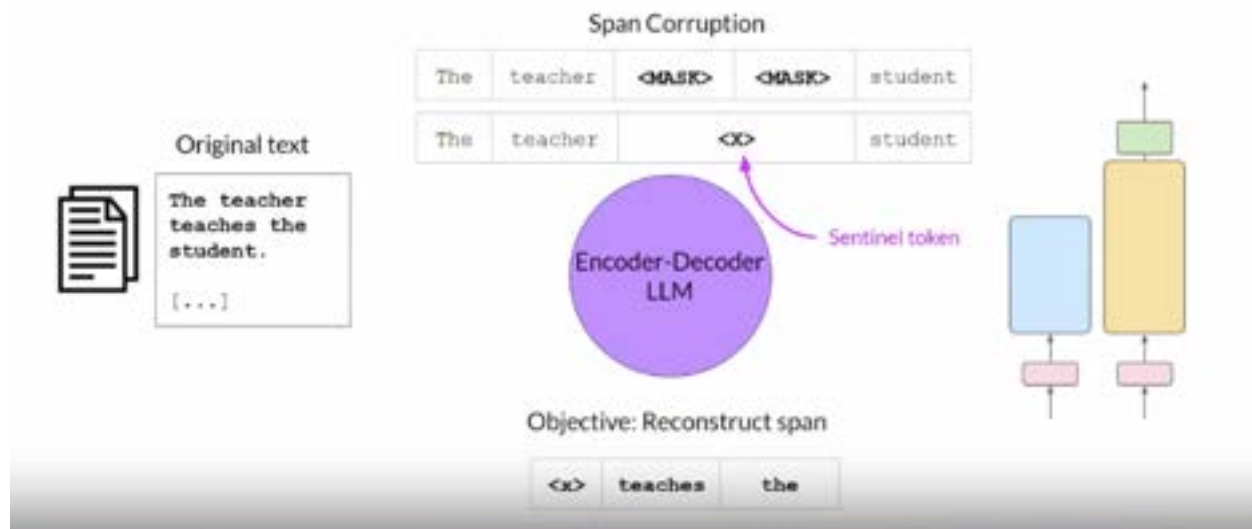 Span Corruption
The teacher <MASK> <MASK> student
The teacher <X> student
Original text
The teacher
teaches the
student.
[...]
Sentinel token
Encoder-Decoder
LLM
Objective: Reconstruct span
<x> teaches the